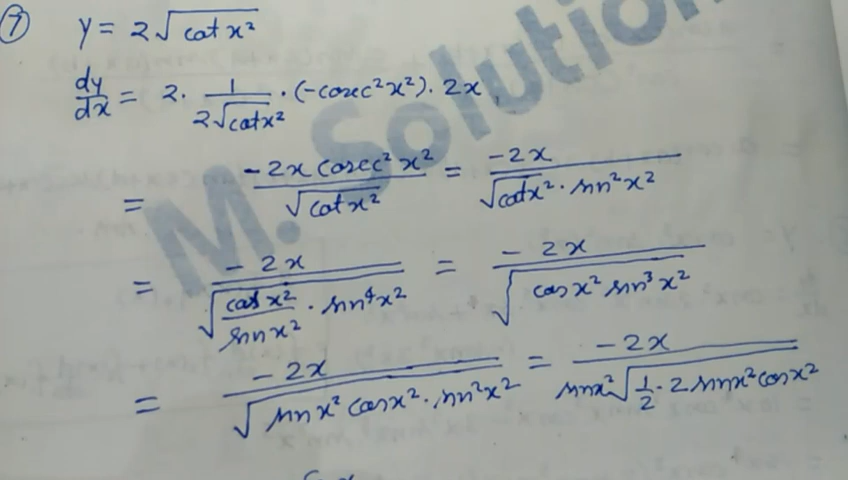 ⑦ y = 2√(cot x²)
dy/dx = 2 · 1/(2√(cot x²)) · (-cosec² x²) · 2x,
= (-2x cosec² x²)/√(cot x²) = (-2x)/(√(cot x²) · sin² x²)
= (-2x)/√((cos x²)/(sin x²) · sin⁴ x²) = (-2x)/√(cos x² sin³ x²)
= (-2x)/√(sin x² cos x² · sin² x²) = (-2x)/(sin x² √(1/2 · 2 sin x² cos x²))
M. Solution